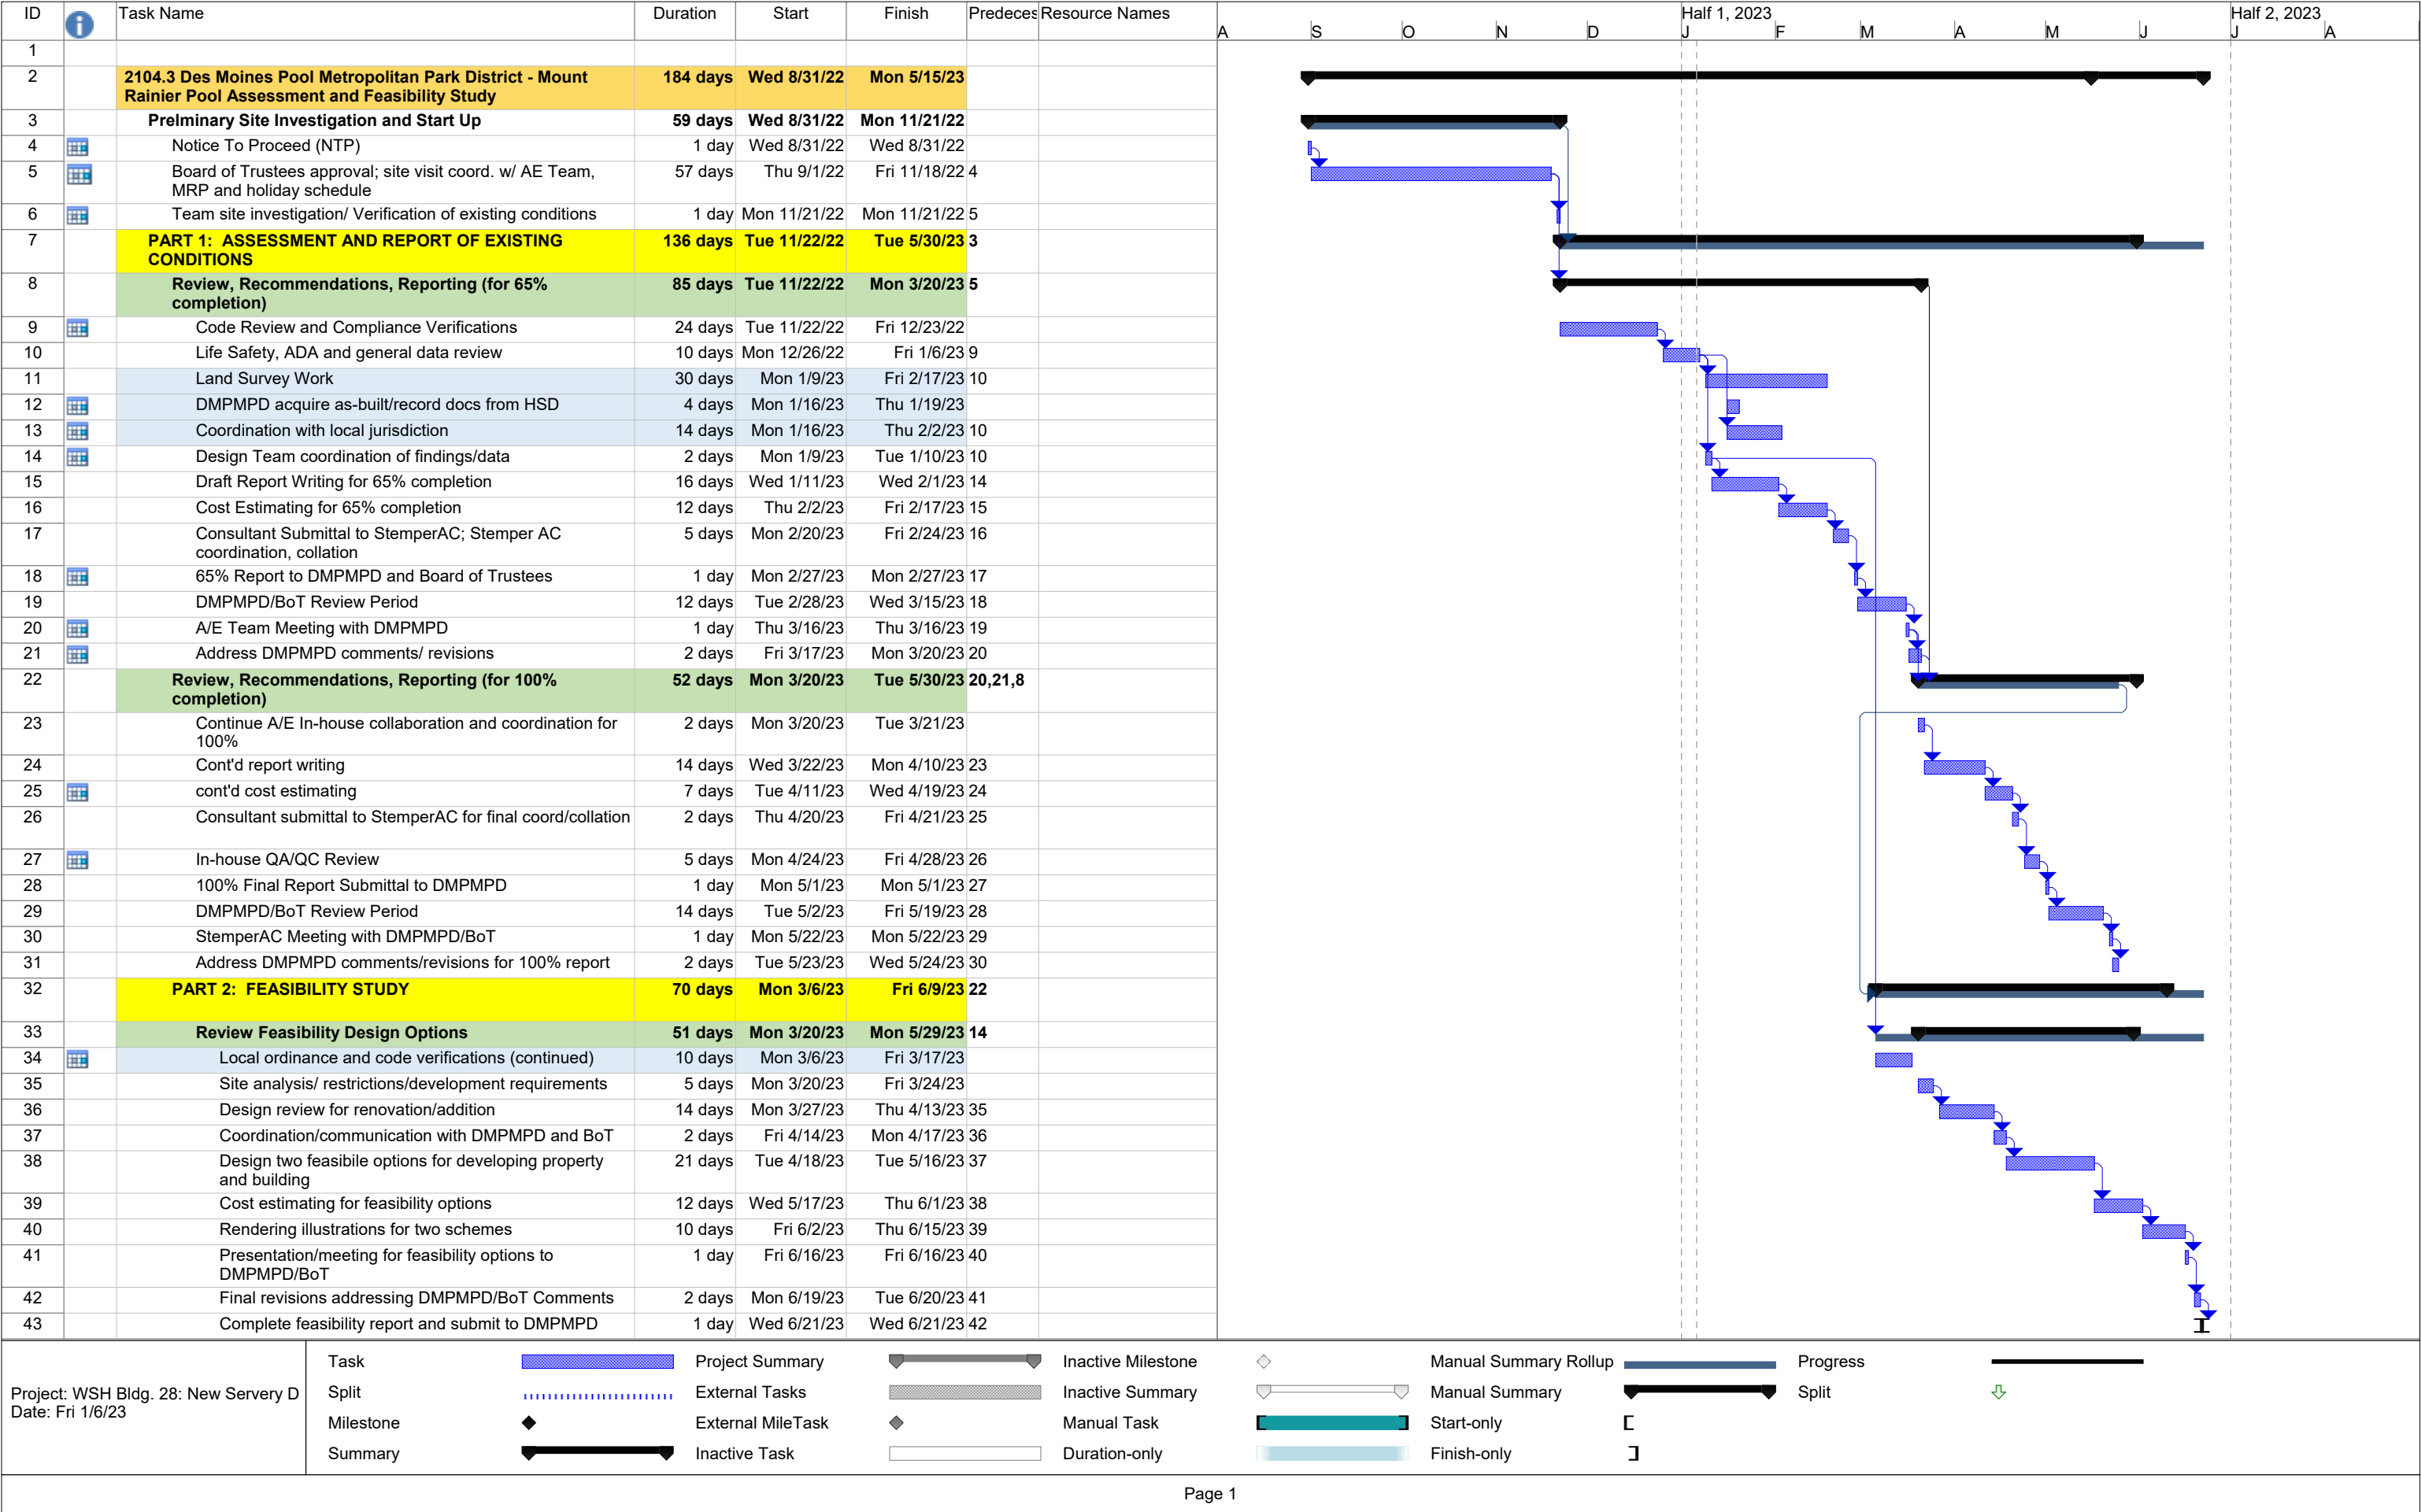 ID Task Name Duration Start Finish Predeces Resource Names
Half 1, 2023 Half 2, 2023
A S O N D J F M A M J J A
1
2 2104.3 Des Moines Pool Metropolitan Park District - Mount 184 days Wed 8/31/22 Mon 5/15/23
Rainier Pool Assessment and Feasibility Study
3 Prelminary Site Investigation and Start Up 59 days Wed 8/31/22 Mon 11/21/22
4 Notice To Proceed (NTP) 1 day Wed 8/31/22 Wed 8/31/22
5 Board of Trustees approval; site visit coord. w/ AE Team, 57 days Thu 9/1/22 Fri 11/18/22 4
MRP and holiday schedule
6 Team site investigation/ Verification of existing conditions 1 day Mon 11/21/22 Mon 11/21/22 5
7 PART 1: ASSESSMENT AND REPORT OF EXISTING 136 days Tue 11/22/22 Tue 5/30/23 3
CONDITIONS
8 Review, Recommendations, Reporting (for 65% 85 days Tue 11/22/22 Mon 3/20/23 5
completion)
9 Code Review and Compliance Verifications 24 days Tue 11/22/22 Fri 12/23/22
10 Life Safety, ADA and general data review 10 days Mon 12/26/22 Fri 1/6/23 9
11 Land Survey Work 30 days Mon 1/9/23 Fri 2/17/23 10
12 DMPMPD acquire as-built/record docs from HSD 4 days Mon 1/16/23 Thu 1/19/23
13 Coordination with local jurisdiction 14 days Mon 1/16/23 Thu 2/2/23 10
14 Design Team coordination of findings/data 2 days Mon 1/9/23 Tue 1/10/23 10
15 Draft Report Writing for 65% completion 16 days Wed 1/11/23 Wed 2/1/23 14
16 Cost Estimating for 65% completion 12 days Thu 2/2/23 Fri 2/17/23 15
17 Consultant Submittal to StemperAC; Stemper AC 5 days Mon 2/20/23 Fri 2/24/23 16
coordination, collation
18 65% Report to DMPMPD and Board of Trustees 1 day Mon 2/27/23 Mon 2/27/23 17
19 DMPMPD/BoT Review Period 12 days Tue 2/28/23 Wed 3/15/23 18
20 A/E Team Meeting with DMPMPD 1 day Thu 3/16/23 Thu 3/16/23 19
21 Address DMPMPD comments/ revisions 2 days Fri 3/17/23 Mon 3/20/23 20
22 Review, Recommendations, Reporting (for 100% 52 days Mon 3/20/23 Tue 5/30/23 20,21,8
completion)
23 Continue A/E In-house collaboration and coordination for 2 days Mon 3/20/23 Tue 3/21/23
100%
24 Cont'd report writing 14 days Wed 3/22/23 Mon 4/10/23 23
25 cont'd cost estimating 7 days Tue 4/11/23 Wed 4/19/23 24
26 Consultant submittal to StemperAC for final coord/collation 2 days Thu 4/20/23 Fri 4/21/23 25
27 In-house QA/QC Review 5 days Mon 4/24/23 Fri 4/28/23 26
28 100% Final Report Submittal to DMPMPD 1 day Mon 5/1/23 Mon 5/1/23 27
29 DMPMPD/BoT Review Period 14 days Tue 5/2/23 Fri 5/19/23 28
30 StemperAC Meeting with DMPMPD/BoT 1 day Mon 5/22/23 Mon 5/22/23 29
31 Address DMPMPD comments/revisions for 100% report 2 days Tue 5/23/23 Wed 5/24/23 30
32 PART 2: FEASIBILITY STUDY 70 days Mon 3/6/23 Fri 6/9/23 22
33 Review Feasibility Design Options 51 days Mon 3/20/23 Mon 5/29/23 14
34 Local ordinance and code verifications (continued) 10 days Mon 3/6/23 Fri 3/17/23
35 Site analysis/ restrictions/development requirements 5 days Mon 3/20/23 Fri 3/24/23
36 Design review for renovation/addition 14 days Mon 3/27/23 Thu 4/13/23 35
37 Coordination/communication with DMPMPD and BoT 2 days Fri 4/14/23 Mon 4/17/23 36
38 Design two feasibile options for developing property 21 days Tue 4/18/23 Tue 5/16/23 37
and building
39 Cost estimating for feasibility options 12 days Wed 5/17/23 Thu 6/1/23 38
40 Rendering illustrations for two schemes 10 days Fri 6/2/23 Thu 6/15/23 39
41 Presentation/meeting for feasibility options to 1 day Fri 6/16/23 Fri 6/16/23 40
DMPMPD/BoT
42 Final revisions addressing DMPMPD/BoT Comments 2 days Mon 6/19/23 Tue 6/20/23 41
43 Complete feasibility report and submit to DMPMPD 1 day Wed 6/21/23 Wed 6/21/23 42
Project: WSH Bldg. 28: New Servery D
Date: Fri 1/6/23
Task Project Summary Inactive Milestone Manual Summary Rollup Progress
Split External Tasks Inactive Summary Manual Summary Split
Milestone External MileTask Manual Task Start-only
Summary Inactive Task Duration-only Finish-only
Page 1